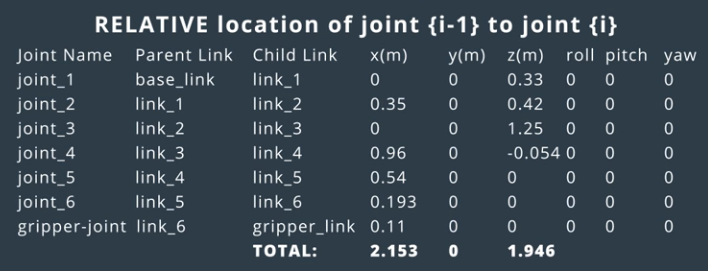 RELATIVE location of joint {i-1} to joint {i}
Joint Name Parent Link Child Link x(m) y(m) z(m) roll pitch yaw
joint_1 base_link link_1 0 0 0.33 0 0 0
joint_2 link_1 link_2 0.35 0 0.42 0 0 0
joint_3 link_2 link_3 0 0 1.25 0 0 0
joint_4 link_3 link_4 0.96 0 -0.054 0 0 0
joint_5 link_4 link_5 0.54 0 0 0 0 0
joint_6 link_5 link_6 0.193 0 0 0 0 0
gripper-joint link_6 gripper_link 0.11 0 0 0 0 0
TOTAL: 2.153 0 1.946